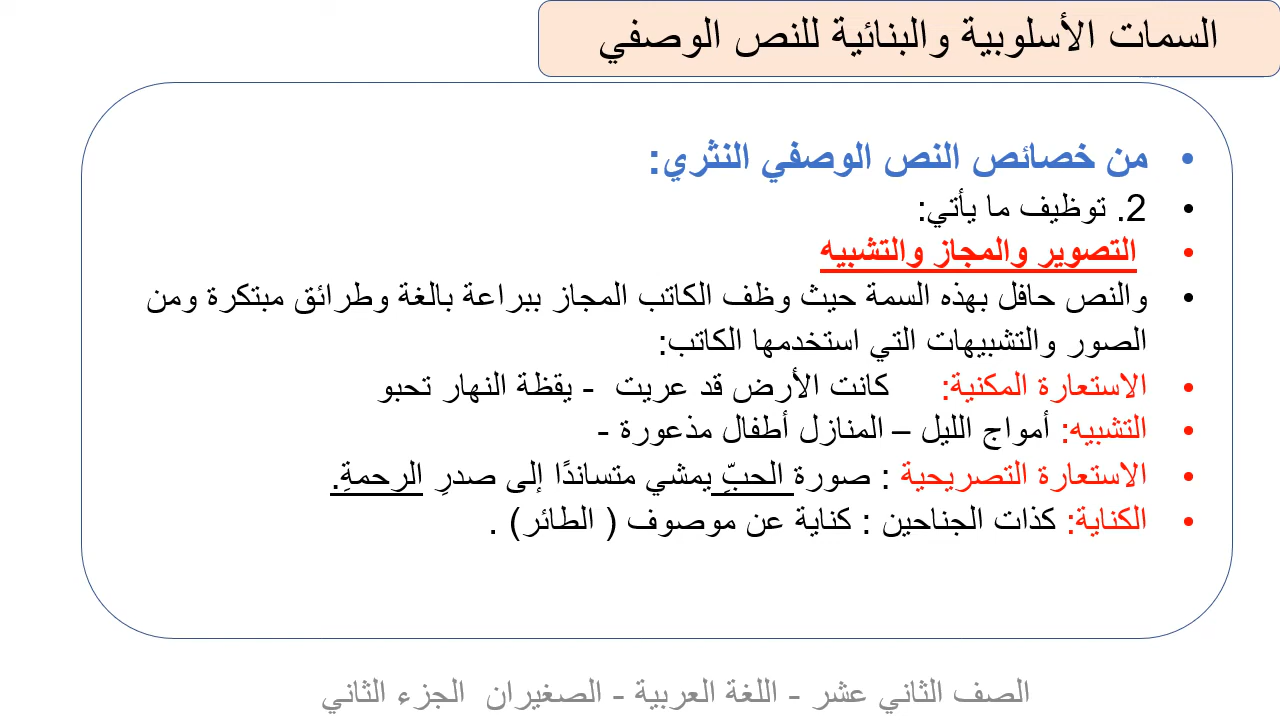 السمات الأسلوبية والبنائية للنص الوصفي
• من خصائص النص الوصفي النثري:
• 2. توظيف ما يأتي:
• التصوير والمجاز والتشبيه
• والنص حافل بهذه السمة حيث وظف الكاتب المجاز ببراعة بالغة وطرائق مبتكرة ومن
الصور والتشبيهات التي استخدمها الكاتب:
• الاستعارة المكنية: كانت الأرض قد عريت - يقظة النهار تحبو
• التشبيه: أمواج الليل – المنازل أطفال مذعورة -
• الاستعارة التصريحية : صورة الحبّ يمشي متساندًا إلى صدرِ الرحمةِ.
• الكناية: كذات الجناحين : كناية عن موصوف ( الطائر) .
الصف الثاني عشر - اللغة العربية - الصغيران الجزء الثاني